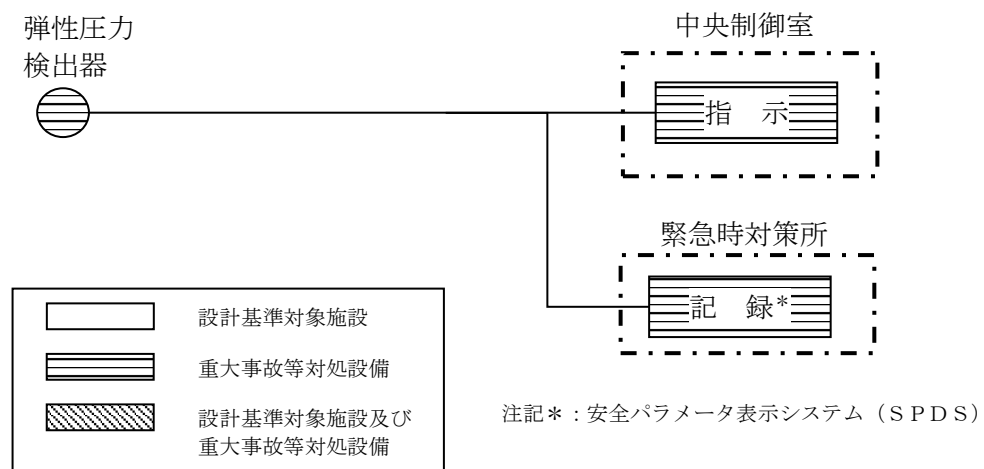 弾性圧力
検出器
中央制御室
指　示
緊急時対策所
記　録*
設計基準対象施設
重大事故等対処設備
設計基準対象施設及び
重大事故等対処設備
注記＊：安全パラメータ表示システム（ＳＰＤＳ）